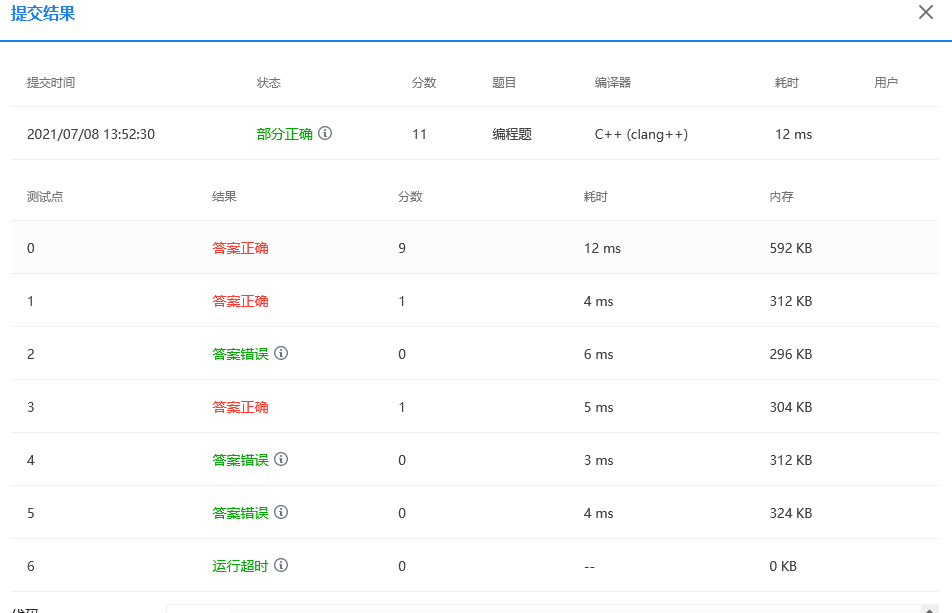 提交结果
提交时间 状态 分数 题目 编译器 耗时 用户
2021/07/08 13:52:30 部分正确 11 编程题 C++ (clang++) 12 ms
测试点 结果 分数 耗时 内存
0 答案正确 9 12 ms 592 KB
1 答案正确 1 4 ms 312 KB
2 答案错误 0 6 ms 296 KB
3 答案正确 1 5 ms 304 KB
4 答案错误 0 3 ms 312 KB
5 答案错误 0 4 ms 324 KB
6 运行超时 0 -- 0 KB